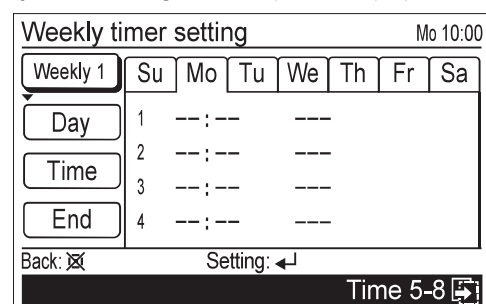 Weekly timer setting Mo 10:00
Weekly 1 Su Mo Tu We Th Fr Sa
Day 1 --:-- ---
2 --:-- ---
Time 3 --:-- ---
End 4 --:-- ---
Back: Setting:
Time 5-8